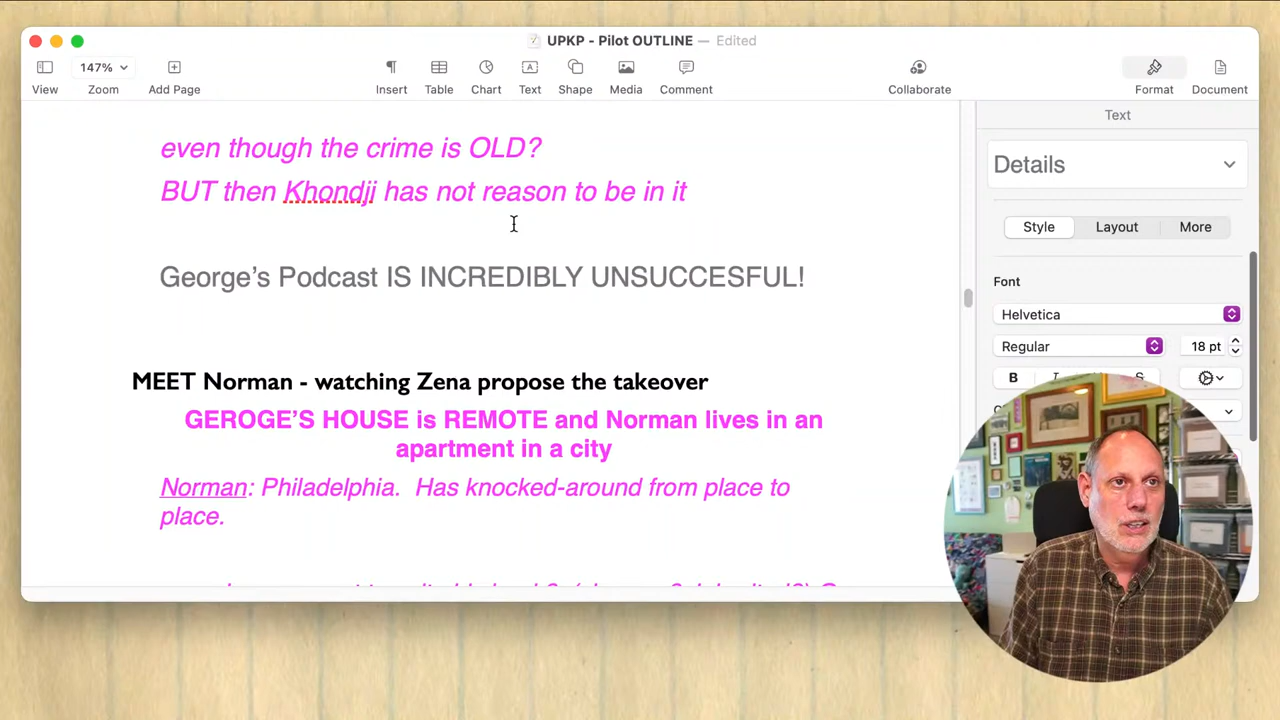 UPKP - Pilot OUTLINE — Edited
147%
View
Zoom
Add Page
Insert
Table
Chart
Text
Shape
Media
Comment
Collaborate
Format
Document
even though the crime is OLD?
BUT then Khondji has not reason to be in it
George's Podcast IS INCREDIBLY UNSUCCESFUL!
MEET Norman - watching Zena propose the takeover
GEROGE'S HOUSE is REMOTE and Norman lives in an
apartment in a city
Norman: Philadelphia. Has knocked-around from place to
place.
Text
Details
Style
Layout
More
Font
Helvetica
Regular
18 pt
B